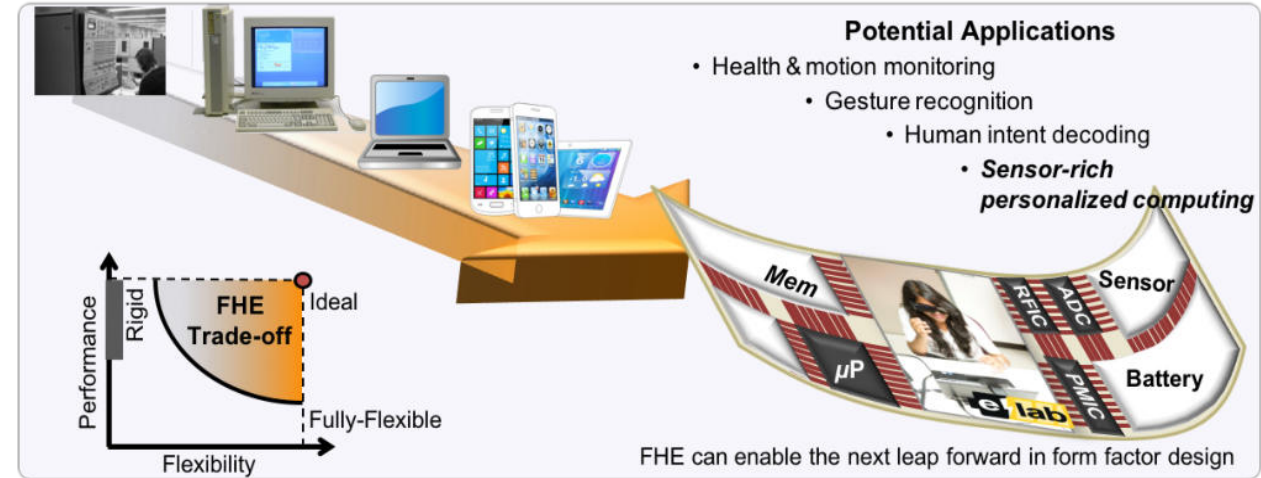 Potential Applications
• Health & motion monitoring
• Gesture recognition
• Human intent decoding
• Sensor-rich
personalized computing
Performance
Rigid
FHE
Trade-off
Ideal
Fully-Flexible
Flexibility
Mem
µP
RFIC
ADC
Sensor
PMIC
Battery
e lab
FHE can enable the next leap forward in form factor design